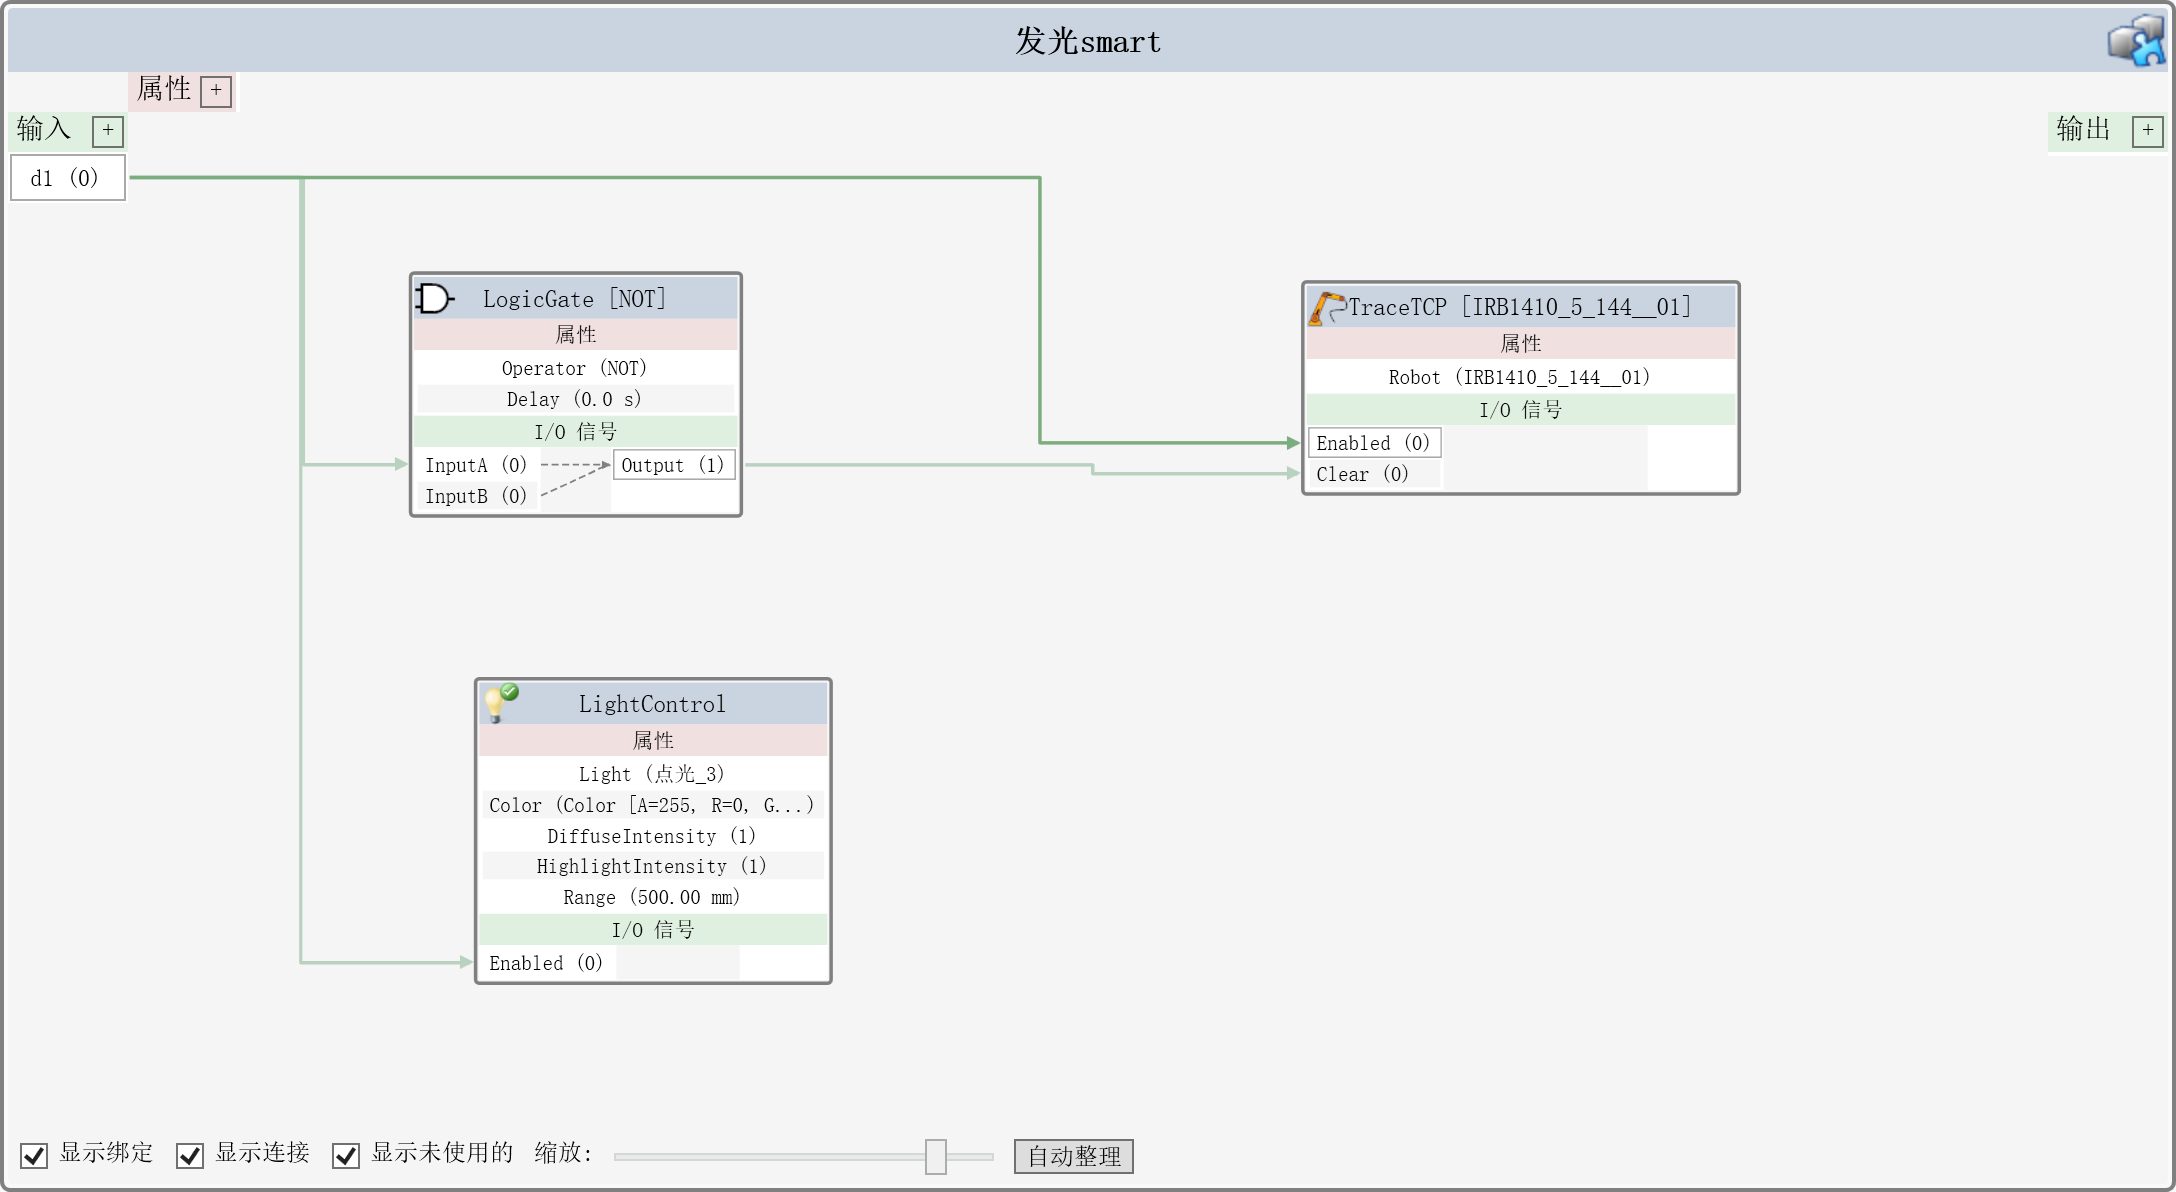 发光smart
属性 +
输入 +
输出 +
d1 (0)
LogicGate [NOT]
属性
Operator (NOT)
Delay (0.0 s)
I/O 信号
InputA (0)
Output (1)
InputB (0)
TraceTCP [IRB1410_5_144__01]
属性
Robot (IRB1410_5_144__01)
I/O 信号
Enabled (0)
Clear (0)
LightControl
属性
Light (点光_3)
Color (Color [A=255, R=0, G...)
DiffuseIntensity (1)
HighlightIntensity (1)
Range (500.00 mm)
I/O 信号
Enabled (0)
显示绑定 显示连接 显示未使用的 缩放: 自动整理